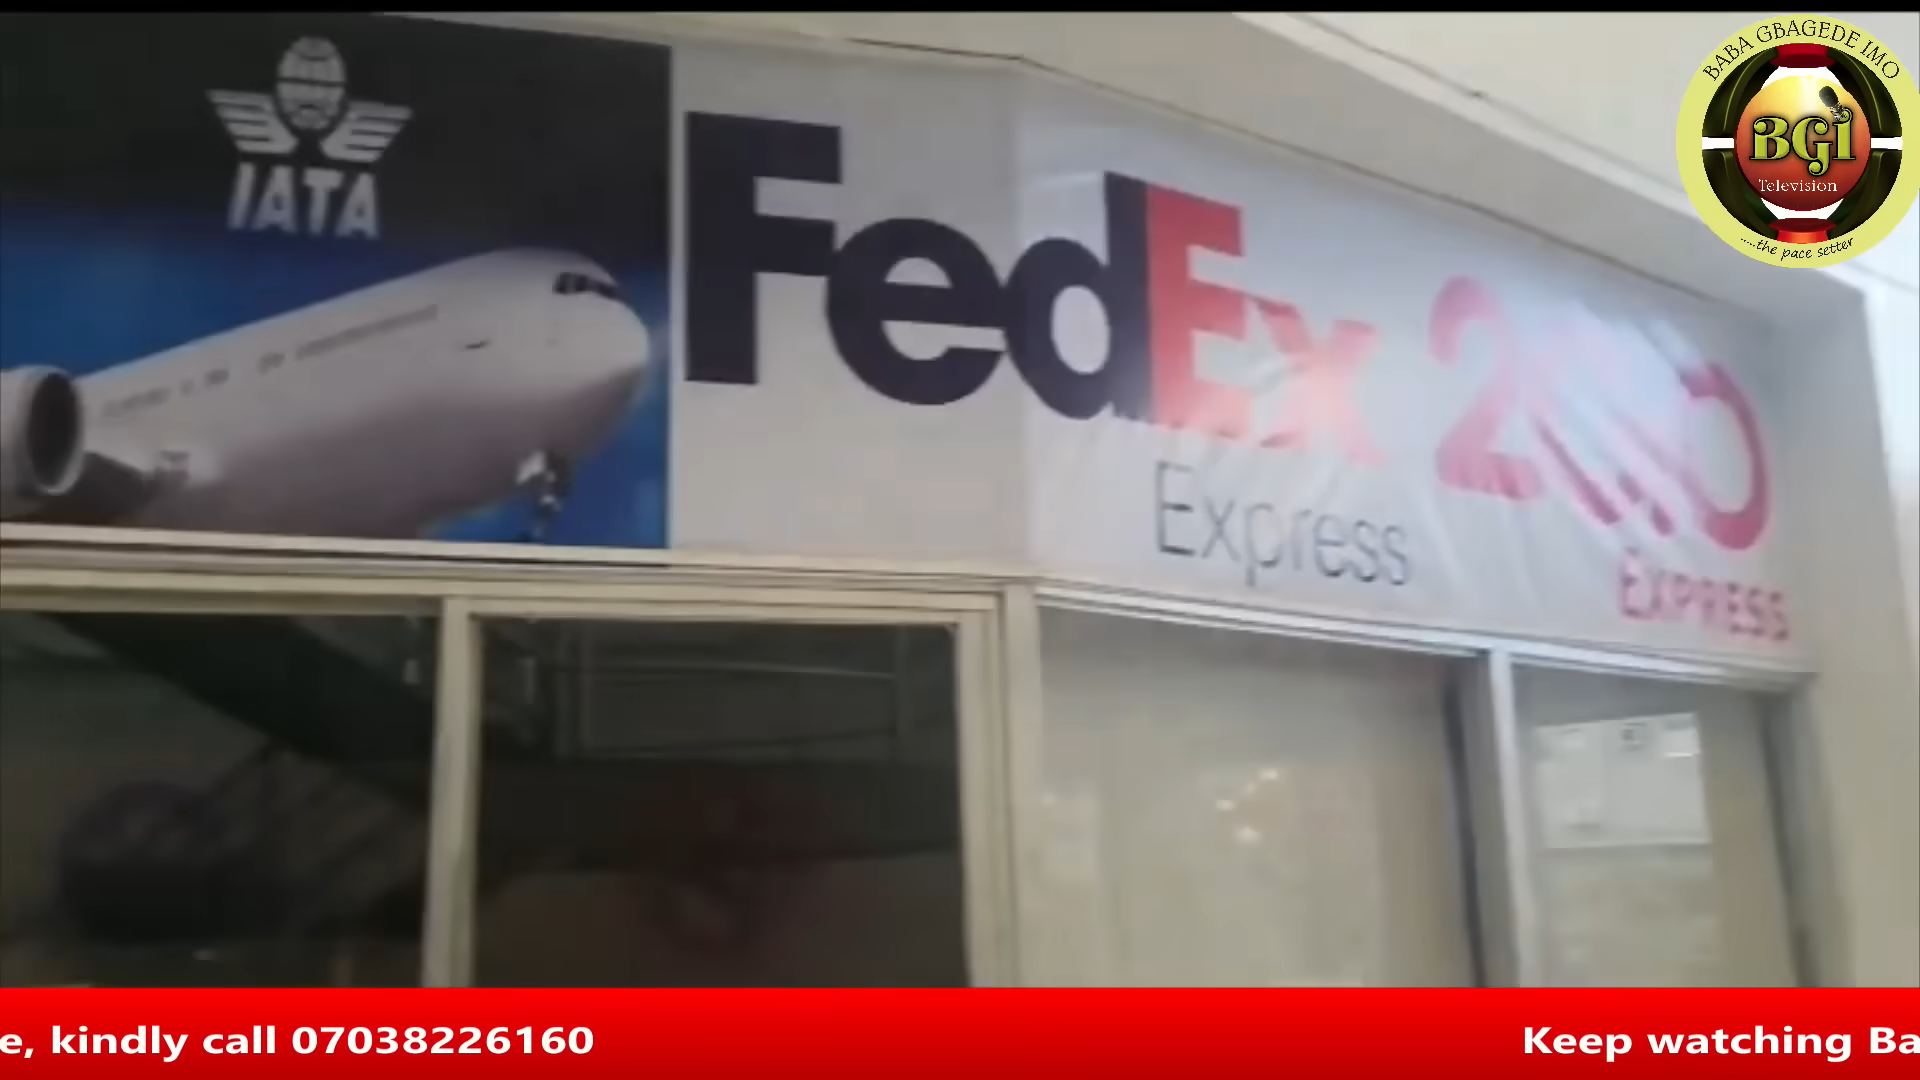 BABA GBAGEDE IMO
BGI
Television
.....the pace setter
IATA
FedEx
Express
EXPRESS
e, kindly call 07038226160
Keep watching Ba